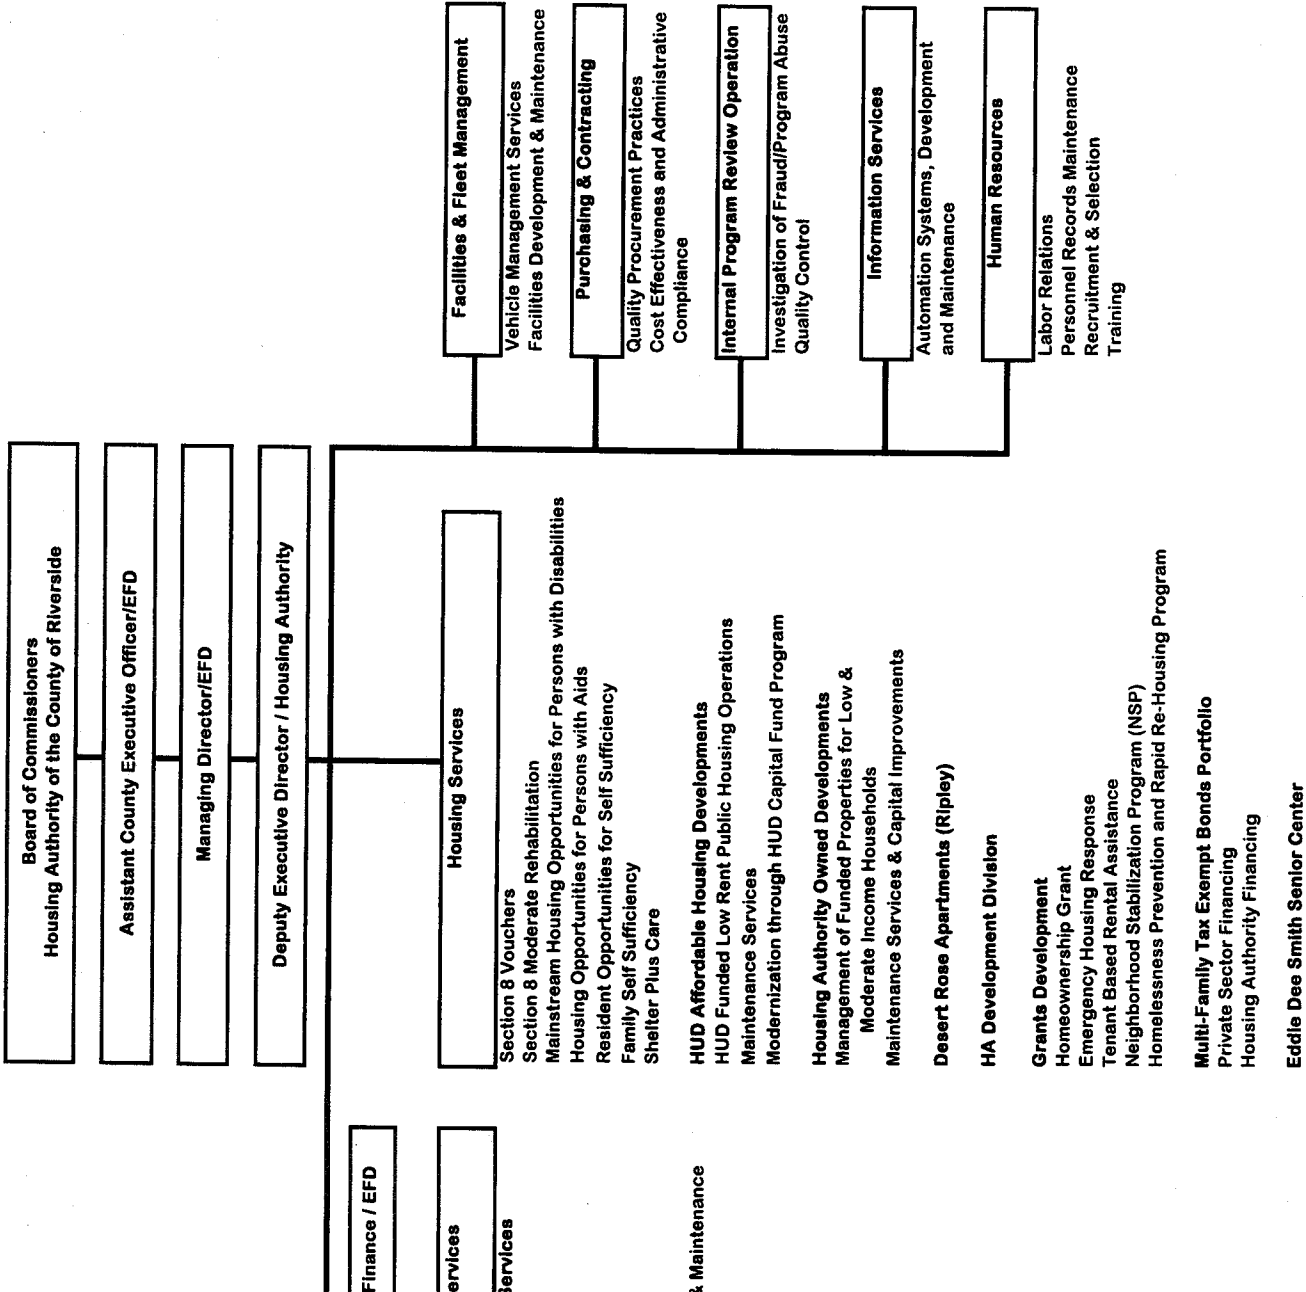 Board of Commissioners
Housing Authority of the County of Riverside
Assistant County Executive Officer/EFD
Managing Director/EFD
Deputy Executive Director / Housing Authority
Finance / EFD
ervices
Services
& Maintenance
Housing Services
Section 8 Vouchers
Section 8 Moderate Rehabilitation
Mainstream Housing Opportunities for Persons with Disabilities
Housing Opportunities for Persons with Aids
Resident Opportunities for Self Sufficiency
Family Self Sufficiency
Shelter Plus Care
HUD Affordable Housing Developments
HUD Funded Low Rent Public Housing Operations
Maintenance Services
Modernization through HUD Capital Fund Program
Housing Authority Owned Developments
Management of Funded Properties for Low &
Moderate Income Households
Maintenance Services & Capital Improvements
Desert Rose Apartments (Ripley)
HA Development Division
Grants Development
Homeownership Grant
Emergency Housing Response
Tenant Based Rental Assistance
Neighborhood Stabilization Program (NSP)
Homelessness Prevention and Rapid Re-Housing Program
Multi-Family Tax Exempt Bonds Portfolio
Private Sector Financing
Housing Authority Financing
Eddie Dee Smith Senior Center
Facilities & Fleet Management
Vehicle Management Services
Facilities Development & Maintenance
Purchasing & Contracting
Quality Procurement Practices
Cost Effectiveness and Administrative
Compliance
Internal Program Review Operation
Investigation of Fraud/Program Abuse
Quality Control
Information Services
Automation Systems, Development
and Maintenance
Human Resources
Labor Relations
Personnel Records Maintenance
Recruitment & Selection
Training